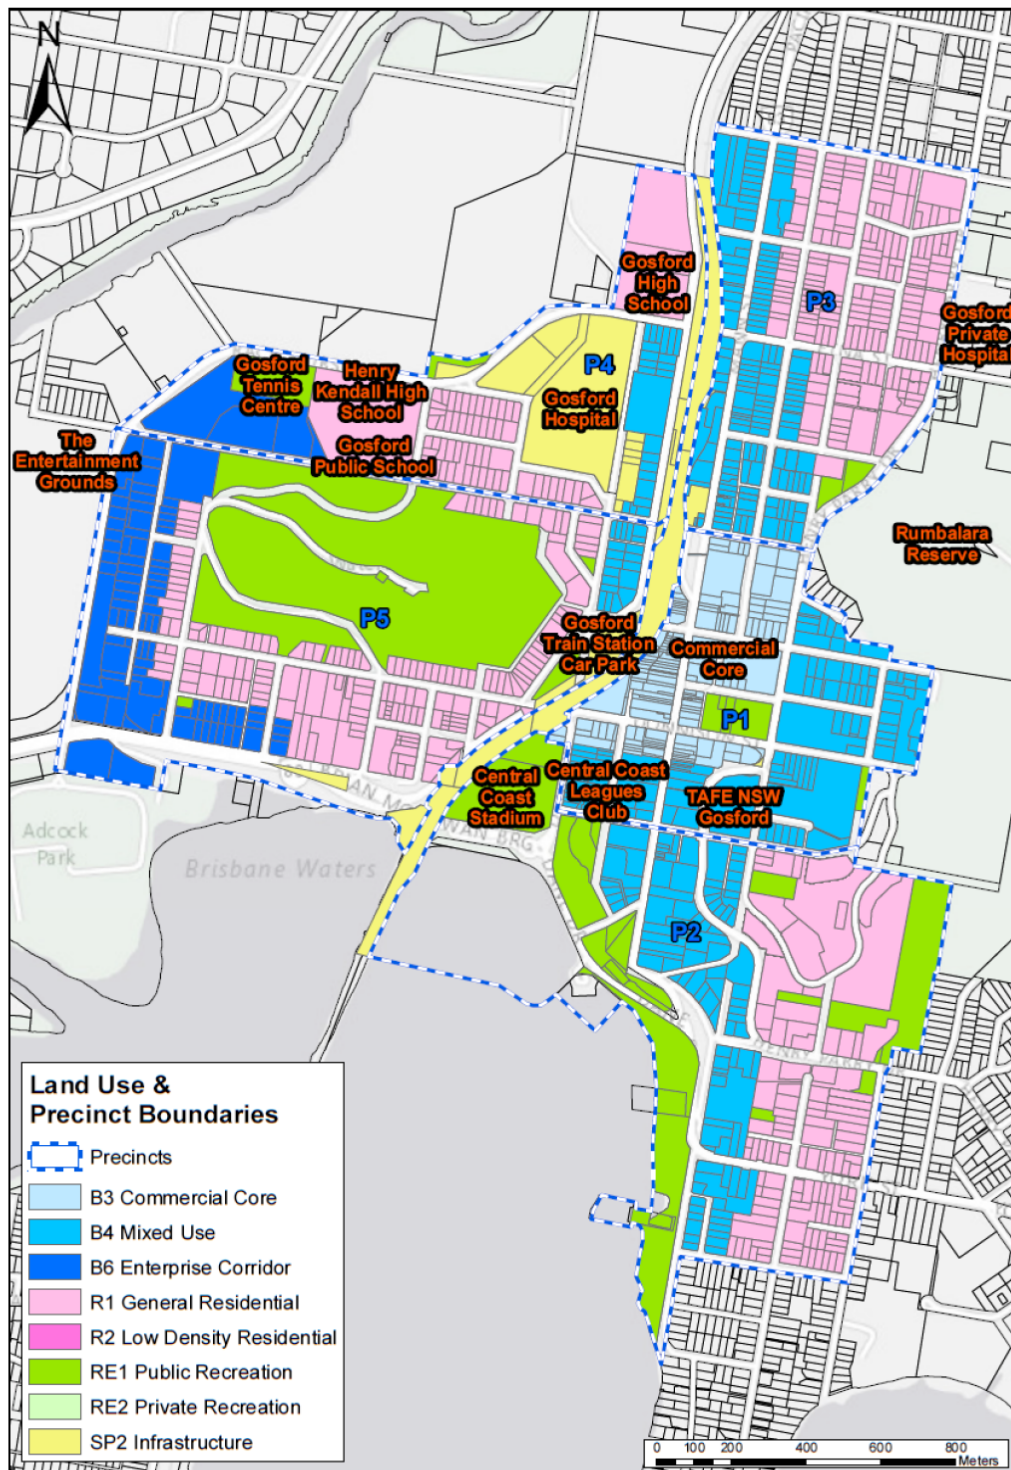 N
Gosford
High
School
P3
Gosford
Private
Hospital
P4
Gosford
Tennis
Centre
Henry
Kendall High
School
Gosford
Hospital
The
Entertainment
Grounds
Gosford
Public School
Rumbalara
Reserve
P5
Gosford
Train Station
Car Park
Commercial
Core
P1
Central
Coast
Stadium
Central Coast
Leagues
Club
TAFE NSW
Gosford
Adcock
Park
Brisbane Waters
P2
HENRY PARRY DR
Land Use &
Precinct Boundaries
Precincts
B3 Commercial Core
B4 Mixed Use
B6 Enterprise Corridor
R1 General Residential
R2 Low Density Residential
RE1 Public Recreation
RE2 Private Recreation
SP2 Infrastructure
0 100 200 400 600 800
Meters